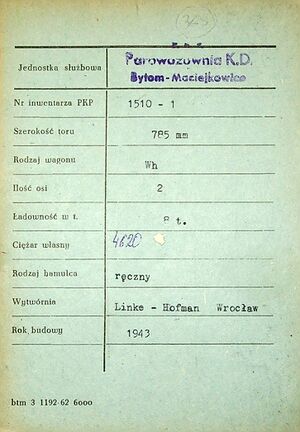 P.K.P.
Jednostka służbowa Parowozownia K.D.
Bytom-Maciejkowice
Nr inwentarza PKP 1510 - 1
Szerokość toru 785 mm
Rodzaj wagonu Wh
Ilość osi 2
Ładowność w t. 8 t.
Ciężar własny 4620
Rodzaj hamulca ręczny
Wytwórnia Linke - Hofman Wrocław
Rok budowy 1943
btm 3 1192-62 6000